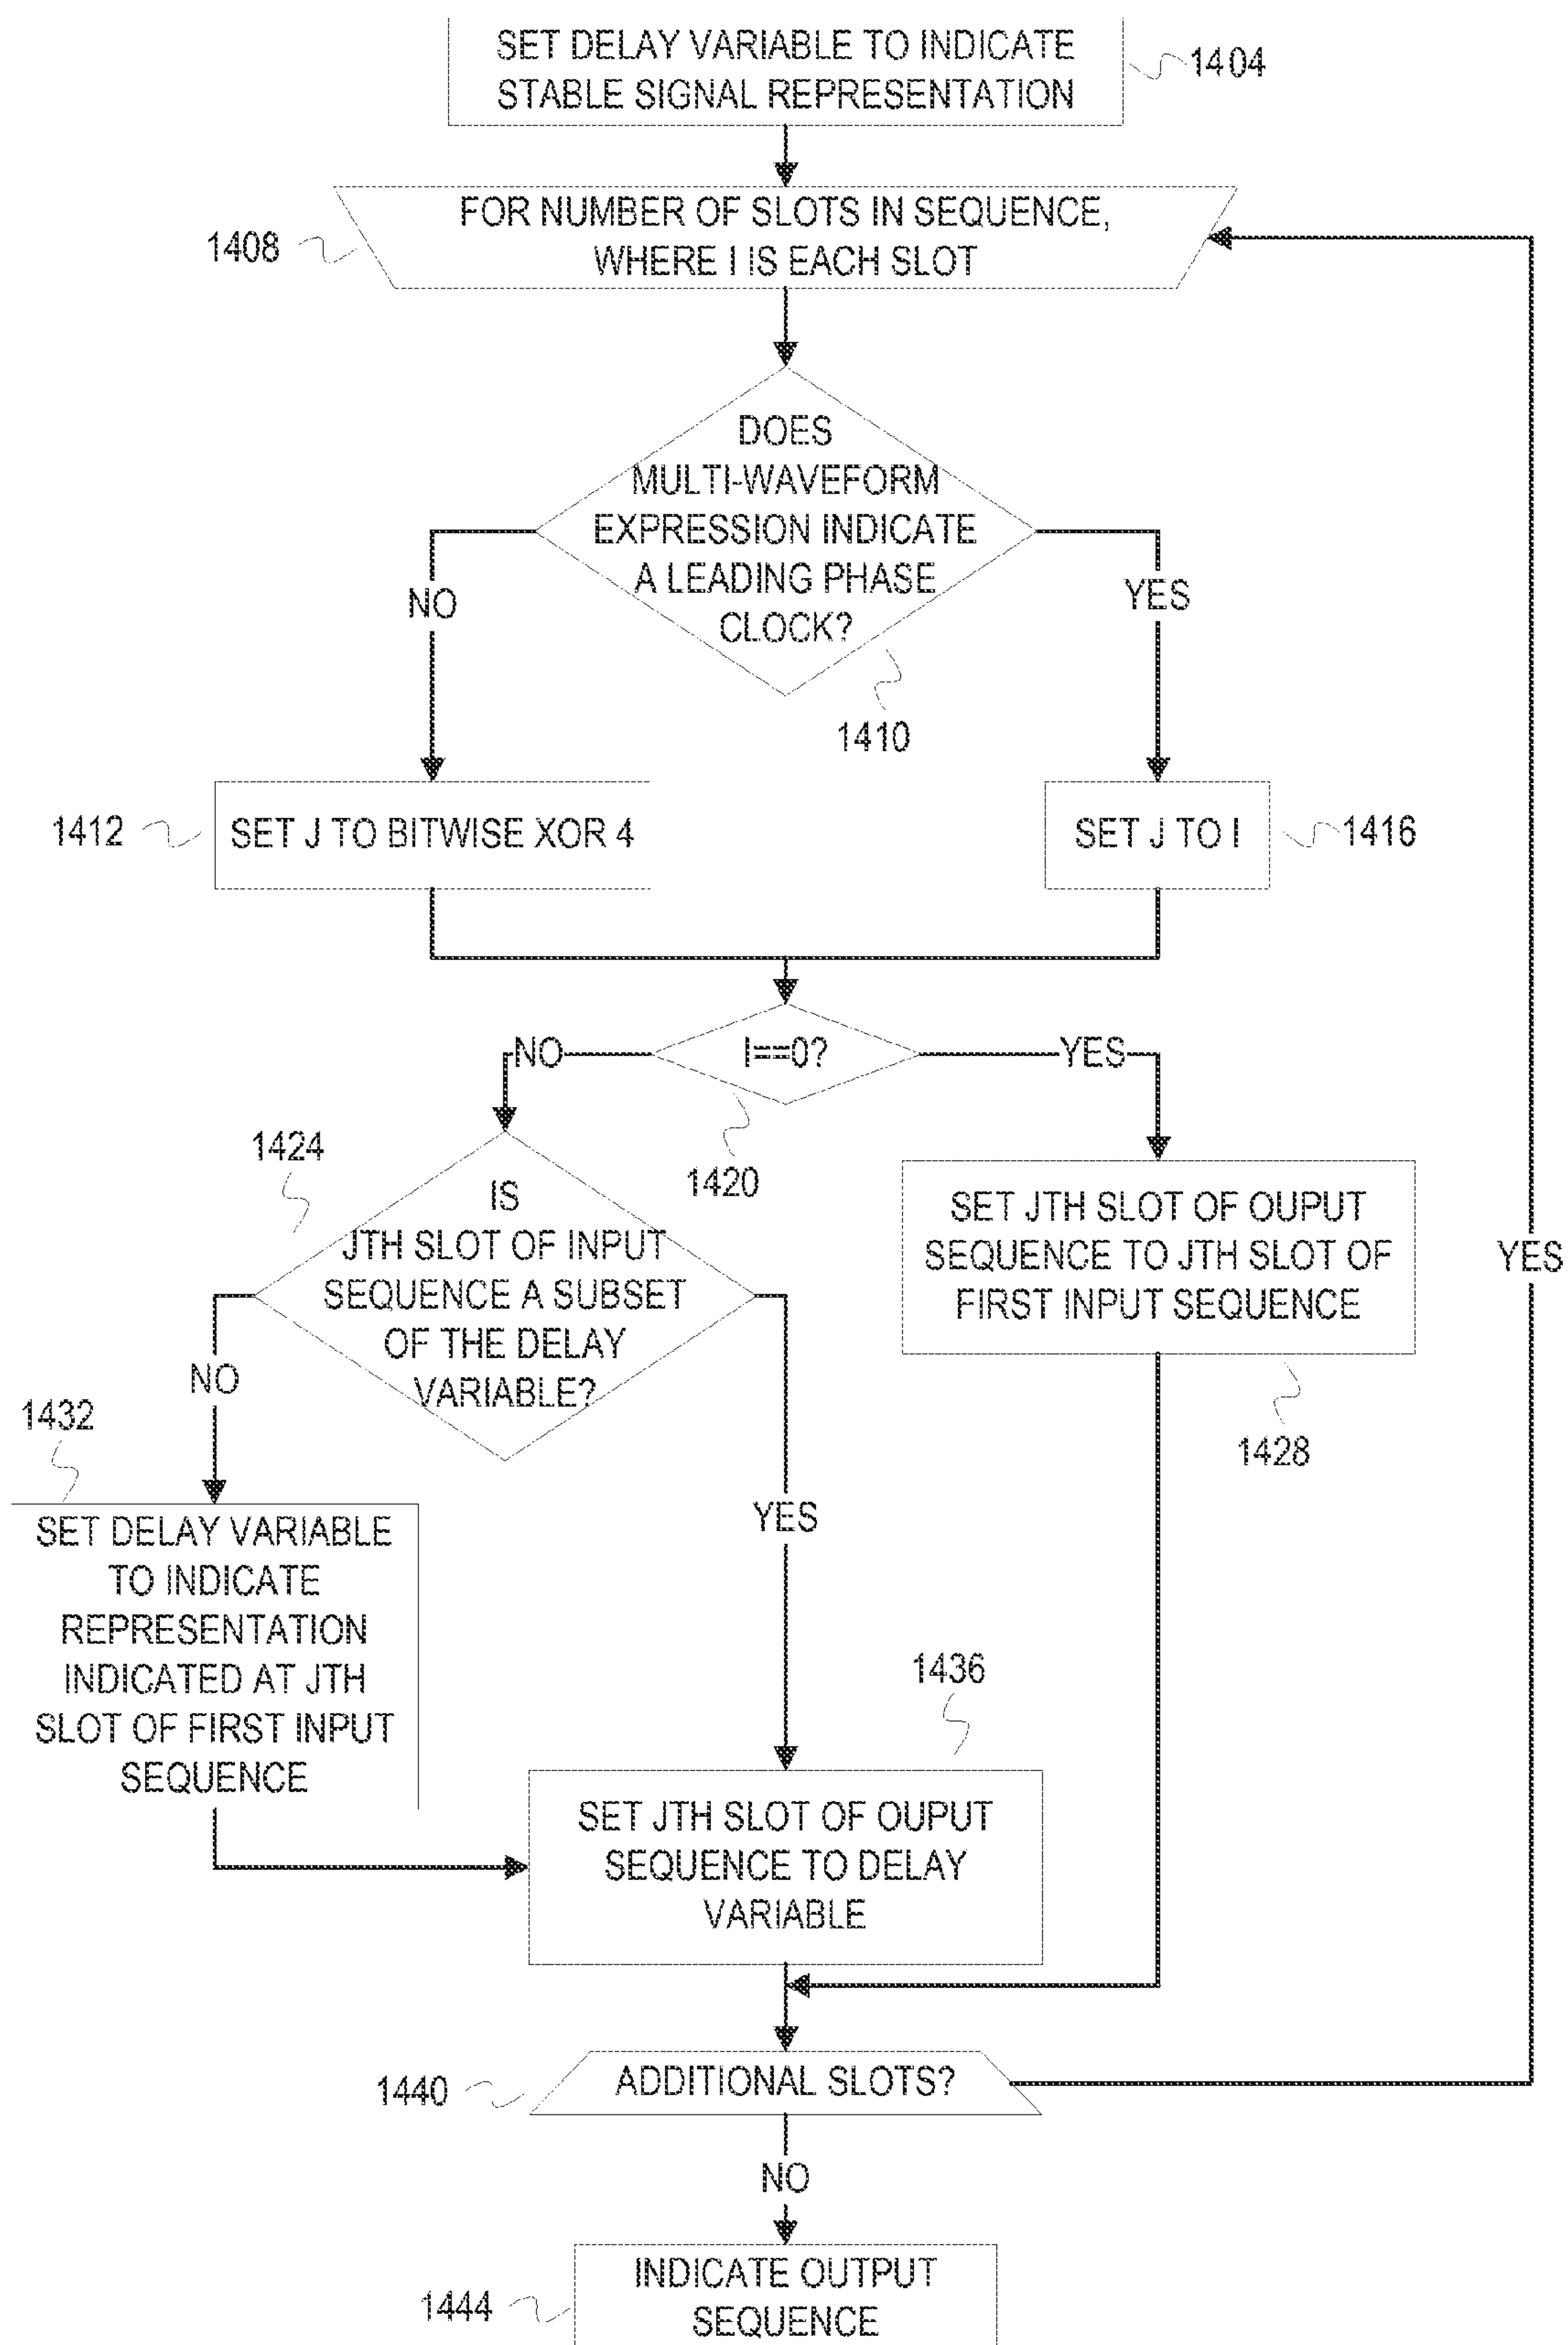 SET DELAY VARIABLE TO INDICATE
STABLE SIGNAL REPRESENTATION
1404
FOR NUMBER OF SLOTS IN SEQUENCE,
WHERE I IS EACH SLOT
1408
DOES
MULTI-WAVEFORM
EXPRESSION INDICATE
A LEADING PHASE
CLOCK?
NO
YES
1410
1412
SET J TO BITWISE XOR 4
SET J TO I
1416
NO
I==0?
YES
1424
1420
IS
JTH SLOT OF INPUT
SEQUENCE A SUBSET
OF THE DELAY
VARIABLE?
SET JTH SLOT OF OUPUT
SEQUENCE TO JTH SLOT OF
FIRST INPUT SEQUENCE
YES
NO
1432
1428
SET DELAY VARIABLE
TO INDICATE
REPRESENTATION
INDICATED AT JTH
SLOT OF FIRST INPUT
SEQUENCE
YES
1436
SET JTH SLOT OF OUPUT
SEQUENCE TO DELAY
VARIABLE
1440
ADDITIONAL SLOTS?
NO
1444
INDICATE OUTPUT
SEQUENCE